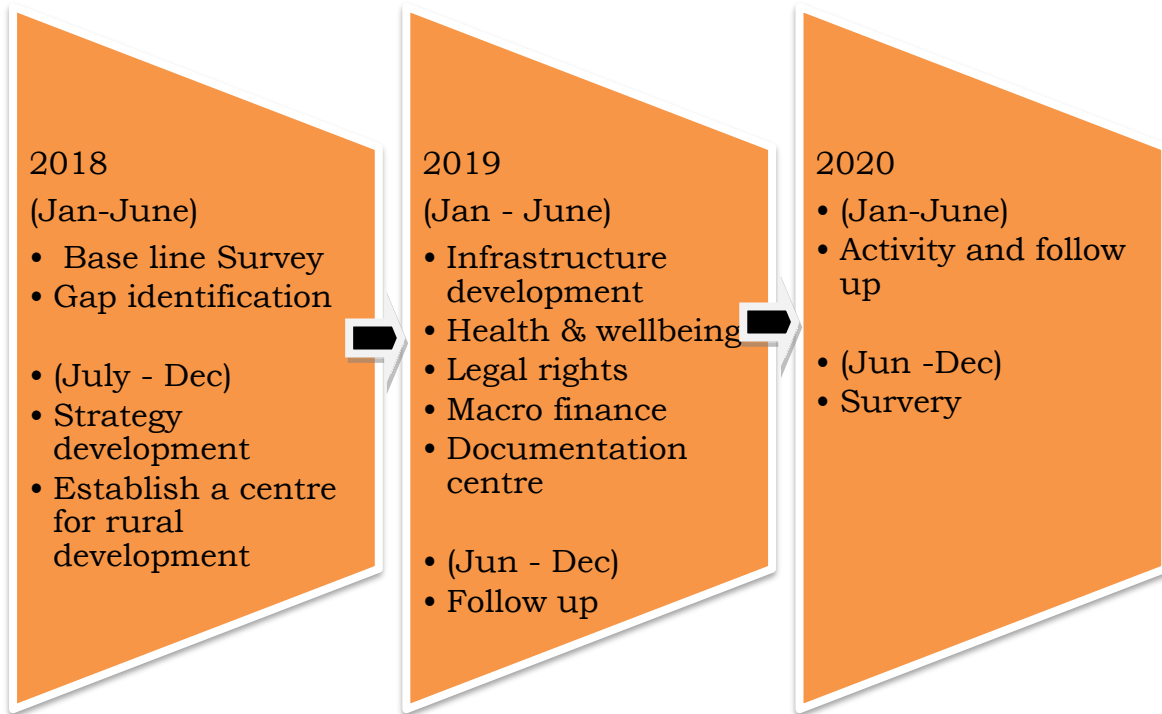 2018
(Jan-June)
• Base line Survey
• Gap identification
• (July - Dec)
• Strategy
development
• Establish a centre
for rural
development
2019
(Jan - June)
• Infrastructure
development
• Health & wellbeing
• Legal rights
• Macro finance
• Documentation
centre
• (Jun - Dec)
• Follow up
2020
• (Jan-June)
• Activity and follow
up
• (Jun -Dec)
• Survery